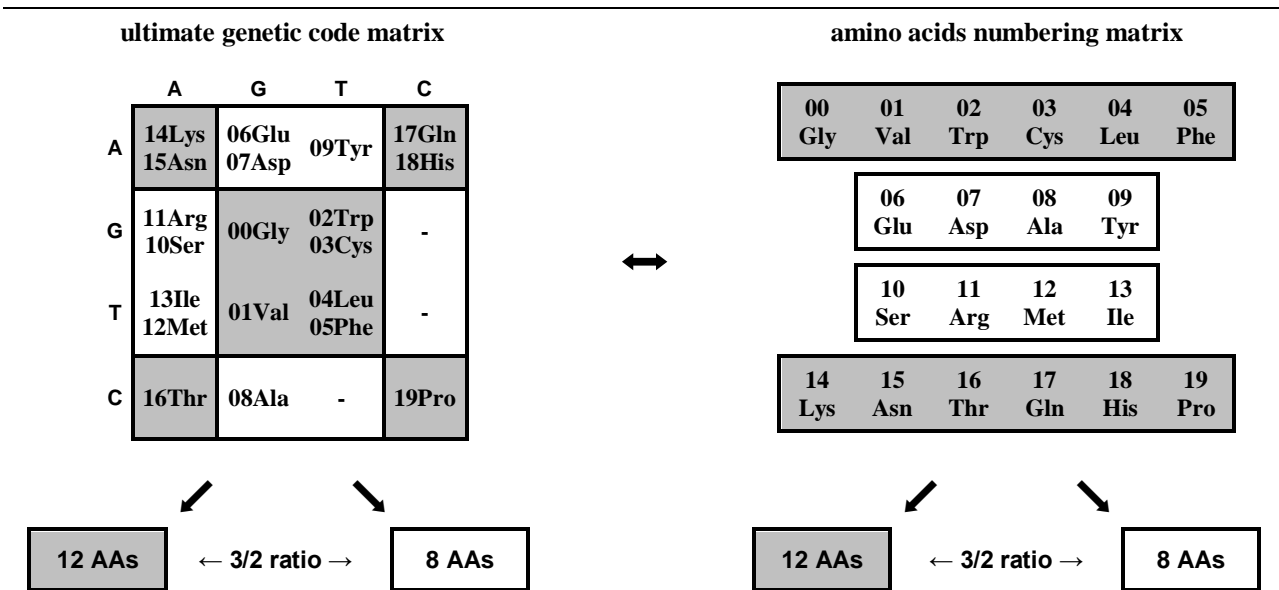 ultimate genetic code matrix
amino acids numbering matrix
A G T C
A 14Lys 06Glu 09Tyr 17Gln
15Asn 07Asp 18His
G 11Arg 00Gly 02Trp -
10Ser 03Cys
T 13Ile 01Val 04Leu -
12Met 05Phe
C 16Thr 08Ala - 19Pro
00 01 02 03 04 05
Gly Val Trp Cys Leu Phe
06 07 08 09
Glu Asp Ala Tyr
10 11 12 13
Ser Arg Met Ile
14 15 16 17 18 19
Lys Asn Thr Gln His Pro
12 AAs ← 3/2 ratio → 8 AAs
12 AAs ← 3/2 ratio → 8 AAs